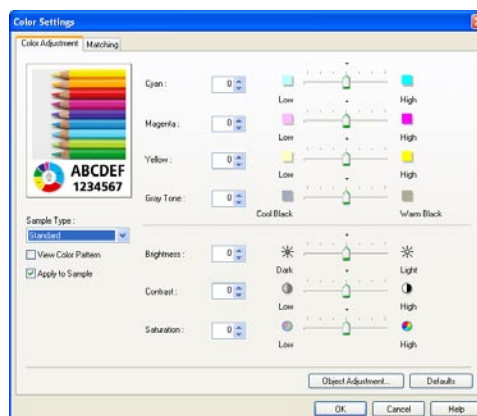 Color Settings
Color Adjustment Matching
ABCDEF
1234567
Sample Type :
Standard
View Color Pattern
Apply to Sample
Cyan : 0
Low High
Magenta : 0
Low High
Yellow : 0
Low High
Gray Tone : 0
Cool Black Warm Black
Brightness : 0
Dark Light
Contrast : 0
Low High
Saturation : 0
Low High
Object Adjustment... Defaults
OK Cancel Help